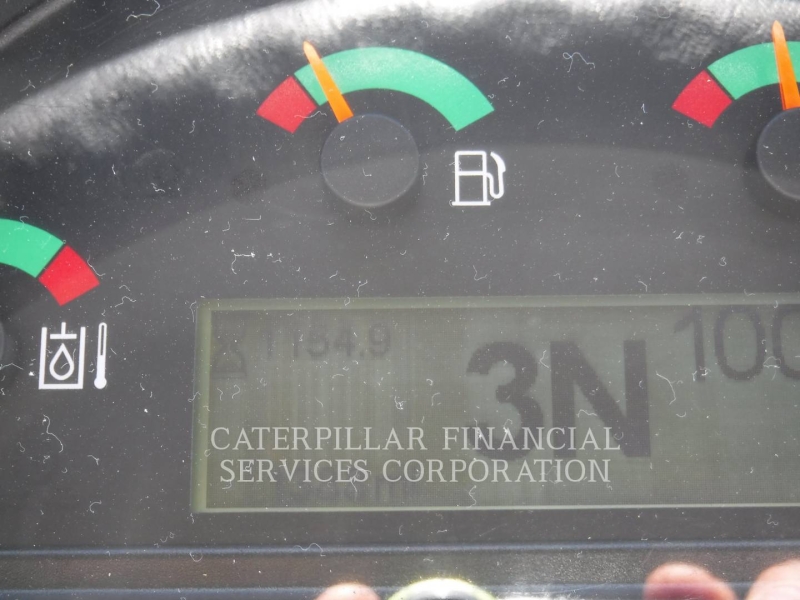 1154.9
3N
100
CATERPILLAR FINANCIAL
SERVICES CORPORATION